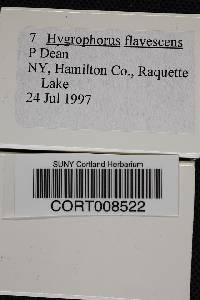 7 Hygrophorus flavescens
P Dean
NY, Hamilton Co., Raquette
Lake
24 Jul 1997
SUNY Cortland Herbarium
CORT008522